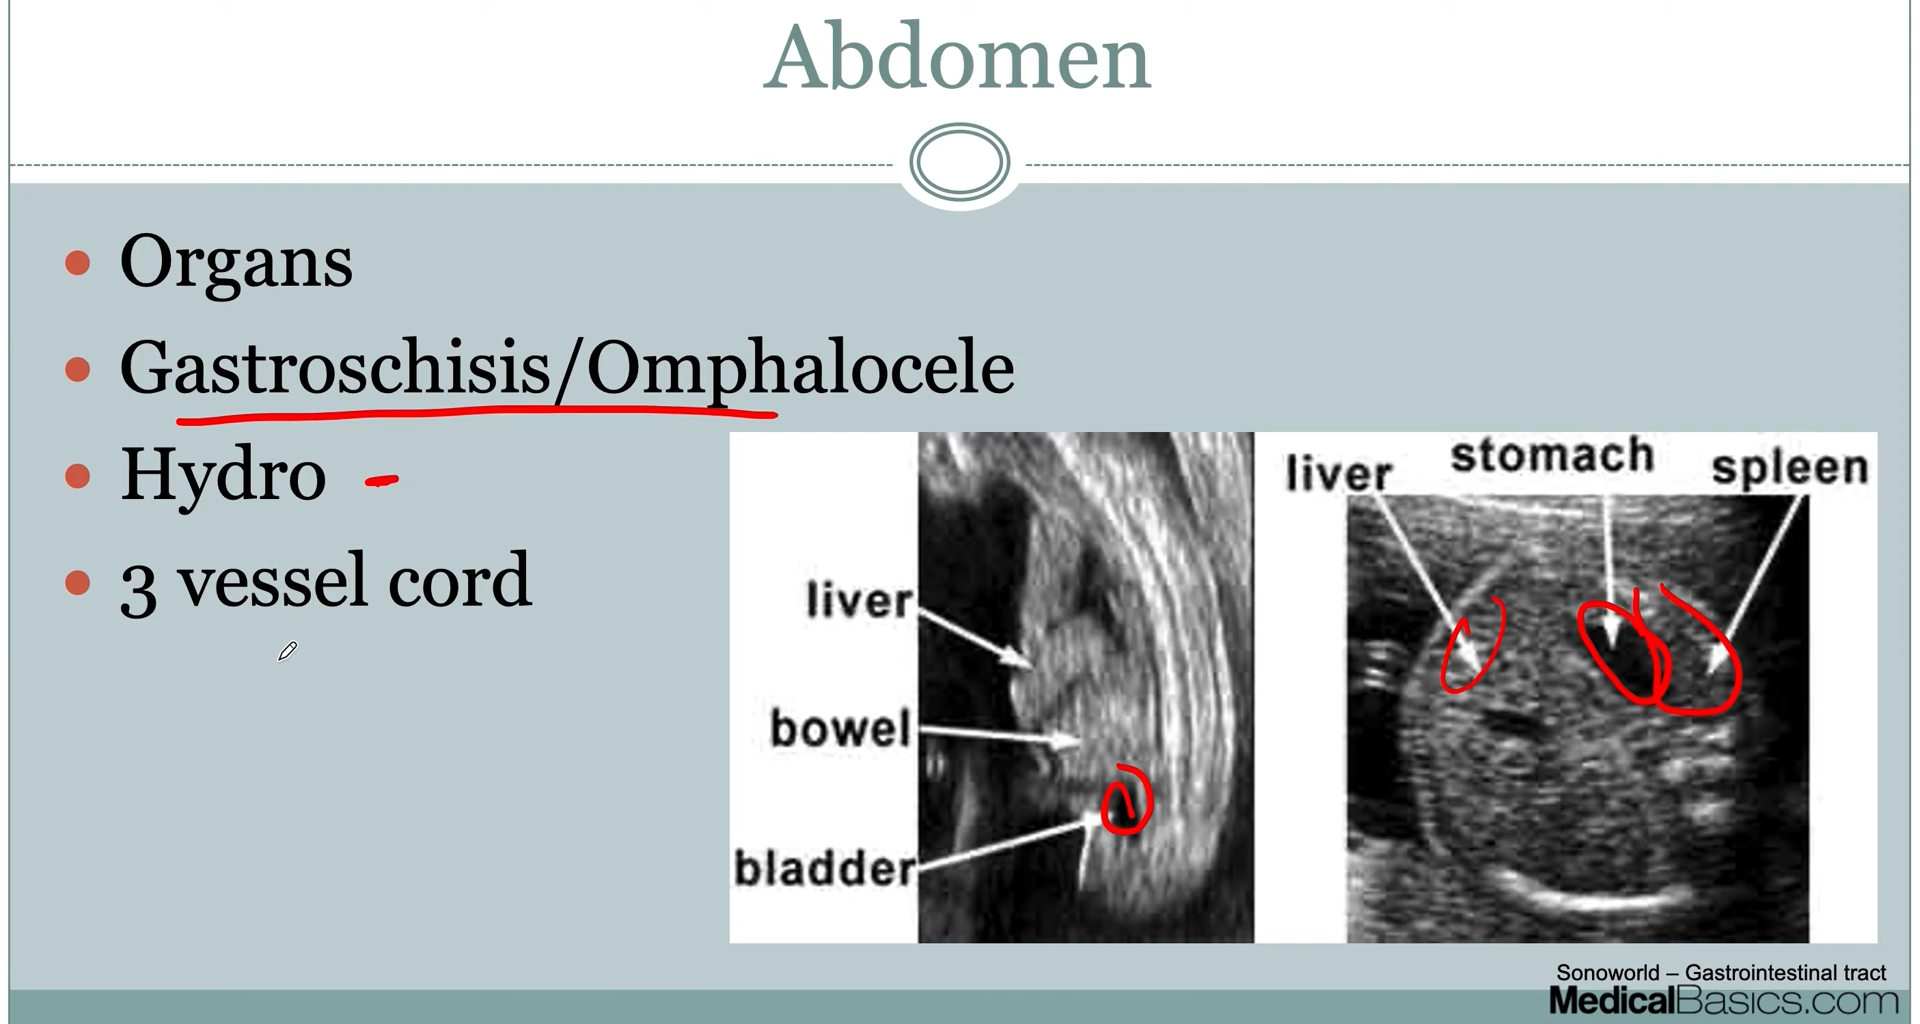 Abdomen
• Organs
• Gastroschisis/Omphalocele
• Hydro
• 3 vessel cord
liver
bowel
bladder
liver
stomach
spleen
Sonoworld – Gastrointestinal tract
MedicalBasics.com